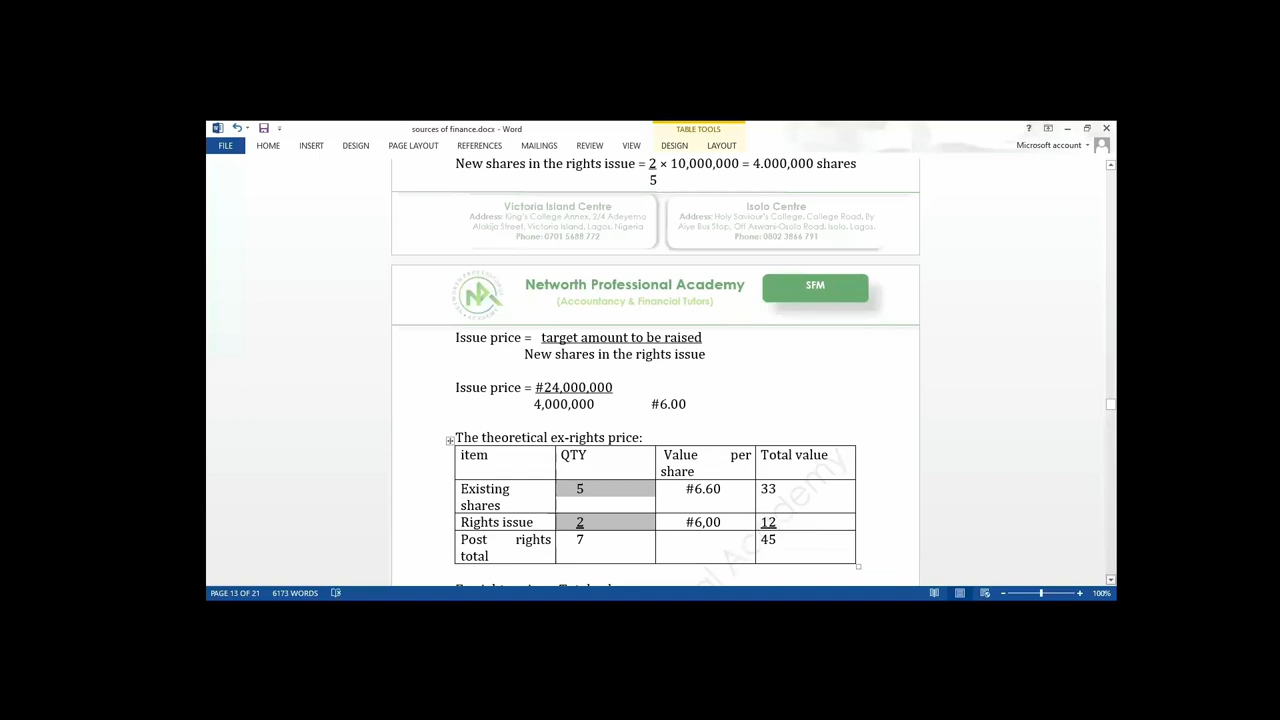 sources of finance.docx - Word
TABLE TOOLS
FILE HOME INSERT DESIGN PAGE LAYOUT REFERENCES MAILINGS REVIEW VIEW DESIGN LAYOUT Microsoft account
New shares in the rights issue = 2 × 10,000,000 = 4.000,000 shares
5
Victoria Island Centre
Address: King's College Annex, 2/4 Adeyemo
Alakija Street, Victoria Island, Lagos, Nigeria
Phone: 0701 5688 772
Isolo Centre
Address: Holy Saviour's College, College Road, By
Aiye Bus Stop, Off Aswani-Osolo Road, Isolo, Lagos.
Phone: 0802 3866 791
Networth Professional Academy
(Accountancy & Financial Tutors)
SFM
Issue price = target amount to be raised
New shares in the rights issue
Issue price = #24,000,000
4,000,000 #6.00
The theoretical ex-rights price:
item QTY Value per share Total value
Existing shares 5 #6.60 33
Rights issue 2 #6,00 12
Post rights total 7 45
PAGE 13 OF 21 6173 WORDS 100%